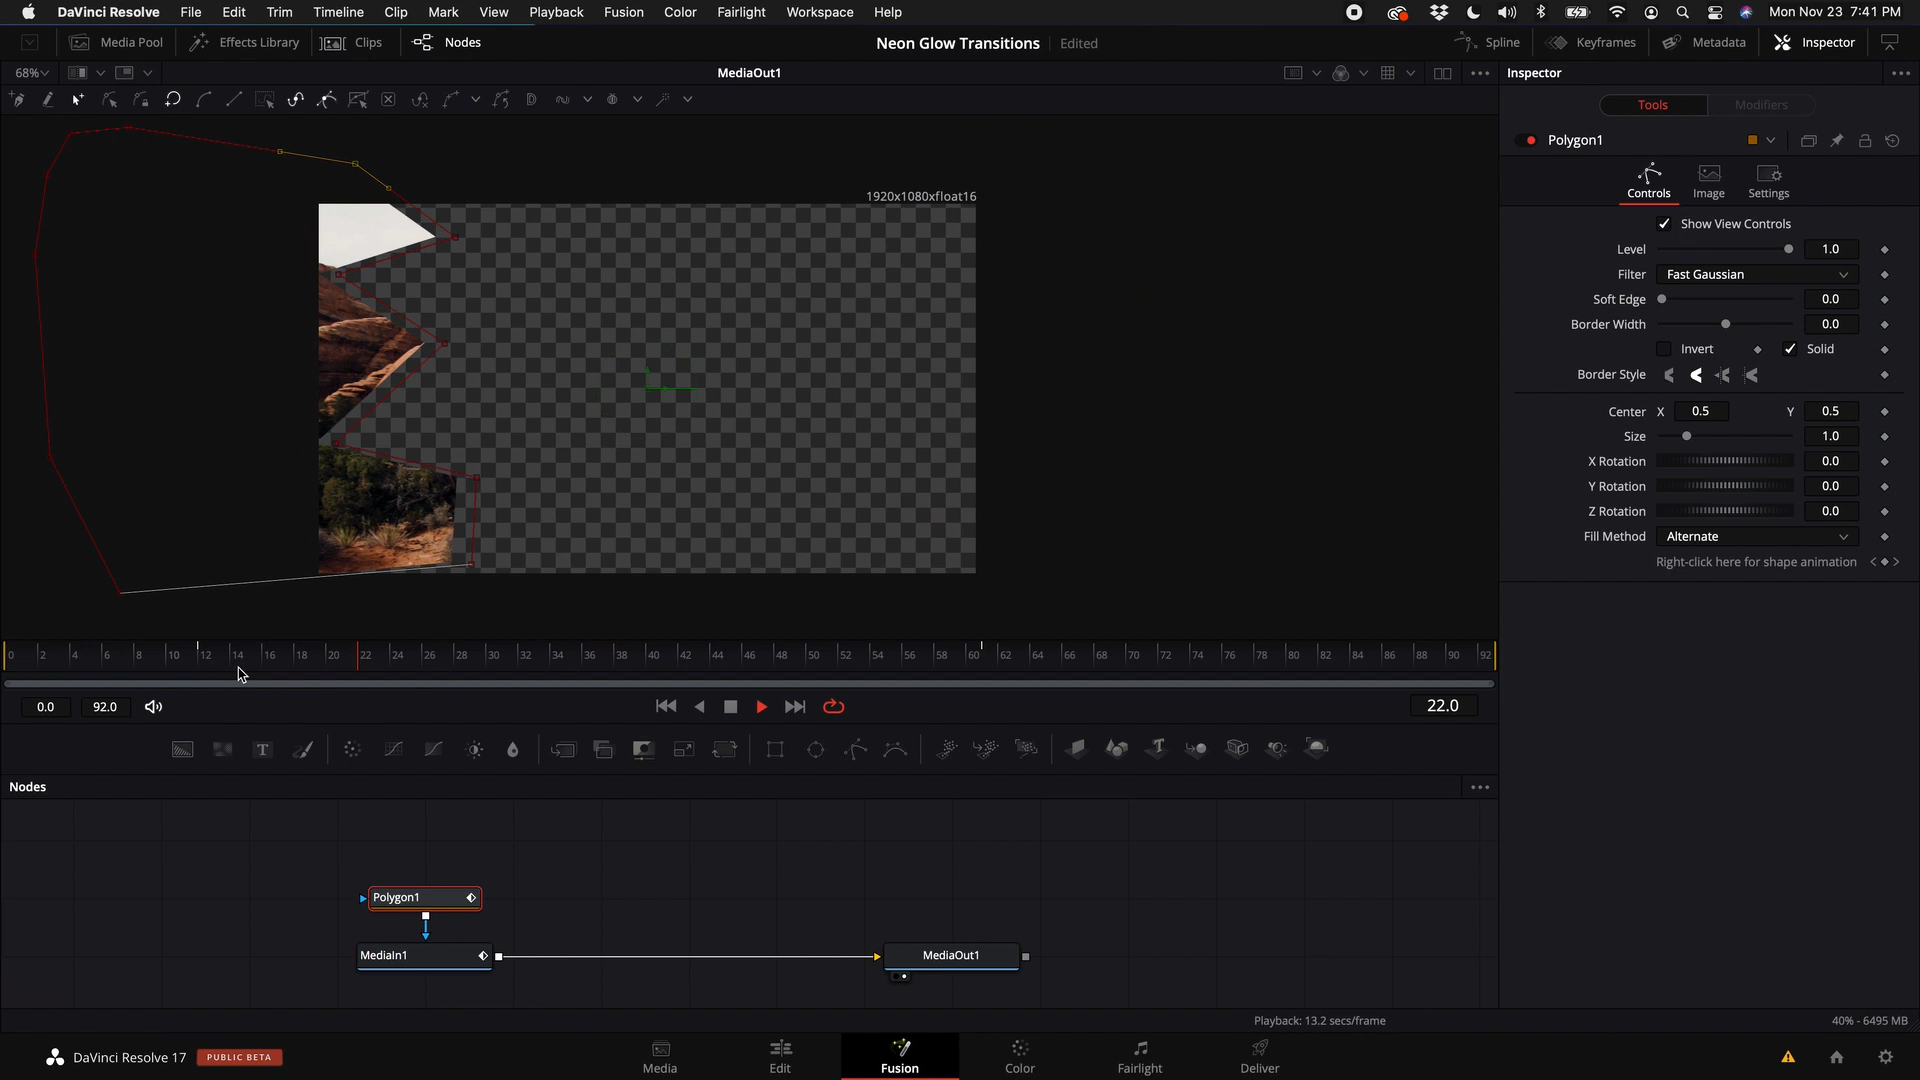 DaVinci Resolve File Edit Trim Timeline Clip Mark View Playback Fusion Color Fairlight Workspace Help Mon Nov 23 7:41 PM
Media Pool Effects Library Clips Nodes Neon Glow Transitions Edited Spline Keyframes Metadata Inspector
68% MediaOut1 Inspector
Tools Modifiers
Polygon1
Controls Image Settings
1920x1080xfloat16
Show View Controls
Level 1.0
Filter Fast Gaussian
Soft Edge 0.0
Border Width 0.0
Invert Solid
Border Style
Center X 0.5 Y 0.5
Size 1.0
X Rotation 0.0
Y Rotation 0.0
Z Rotation 0.0
Fill Method Alternate
Right-click here for shape animation
0 2 4 6 8 10 12 14 16 18 20 22 24 26 28 30 32 34 36 38 40 42 44 46 48 50 52 54 56 58 60 62 64 66 68 70 72 74 76 78 80 82 84 86 88 90 92
0.0 92.0 22.0
Nodes
Polygon1
MediaIn1 MediaOut1
Playback: 13.2 secs/frame 40% - 6495 MB
DaVinci Resolve 17 PUBLIC BETA Media Edit Fusion Color Fairlight Deliver